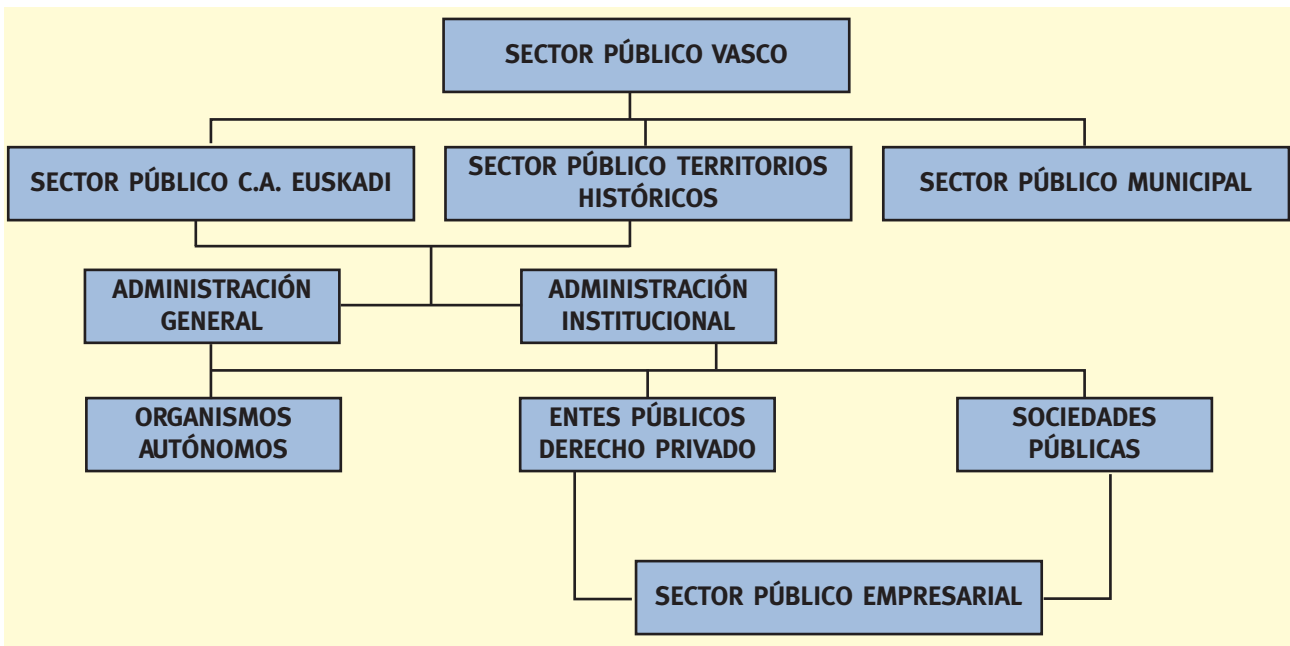 SECTOR PÚBLICO VASCO
SECTOR PÚBLICO C.A. EUSKADI
SECTOR PÚBLICO TERRITORIOS
HISTÓRICOS
SECTOR PÚBLICO MUNICIPAL
ADMINISTRACIÓN
GENERAL
ADMINISTRACIÓN
INSTITUCIONAL
ORGANISMOS
AUTÓNOMOS
ENTES PÚBLICOS
DERECHO PRIVADO
SOCIEDADES
PÚBLICAS
SECTOR PÚBLICO EMPRESARIAL